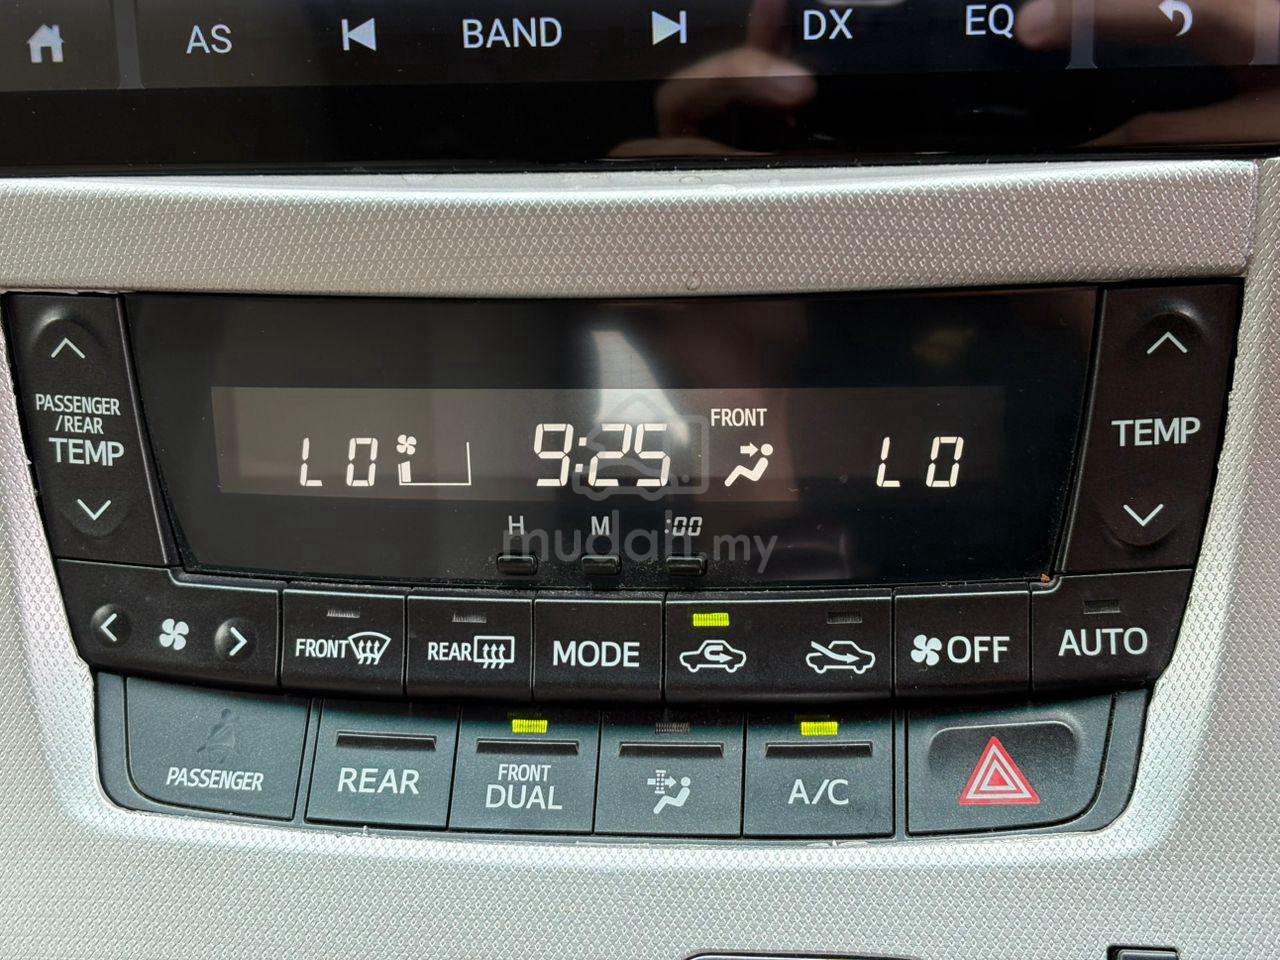 AS BAND DX EQ
PASSENGER
/REAR
TEMP
FRONT
LO 9:25 LO
TEMP
H M :00
mudah.my
FRONT REAR MODE OFF AUTO
PASSENGER REAR FRONT
DUAL A/C